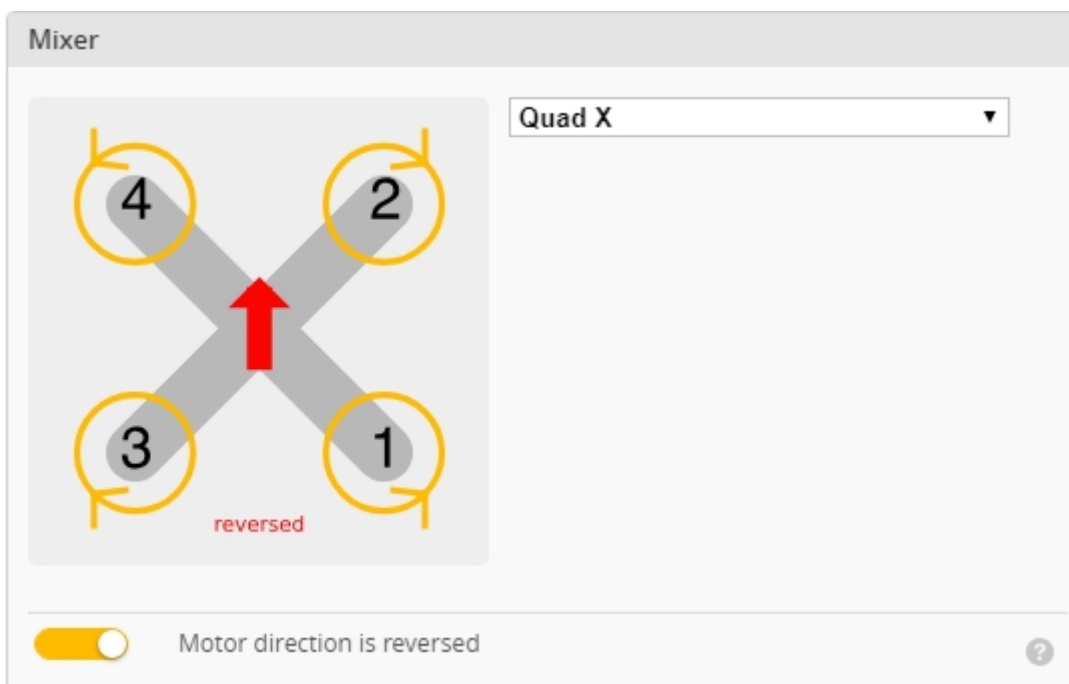 Mixer
Quad X
4 2
3 1
reversed
Motor direction is reversed
?